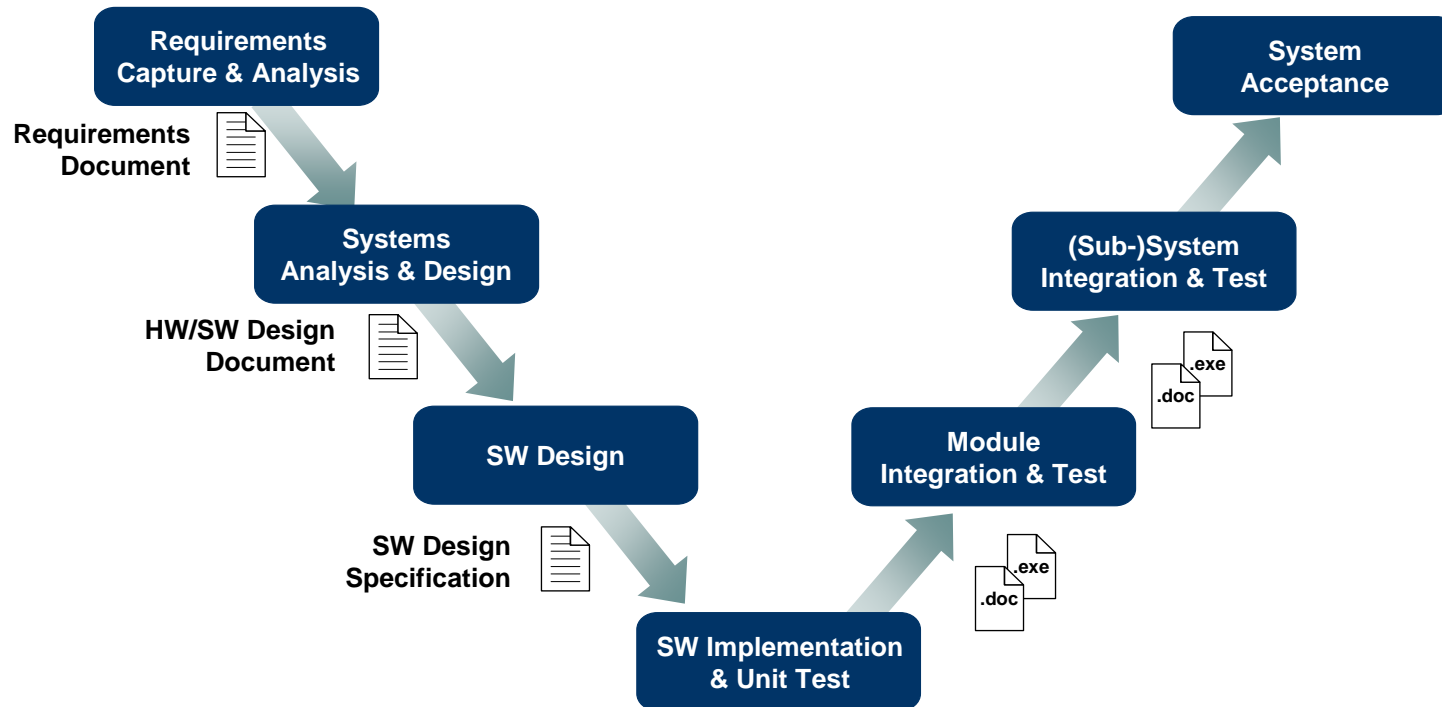 Requirements
Capture & Analysis
System
Acceptance
Requirements
Document
Systems
Analysis & Design
(Sub-)System
Integration & Test
HW/SW Design
Document
.exe
.doc
SW Design
Module
Integration & Test
SW Design
Specification
.exe
.doc
SW Implementation
& Unit Test